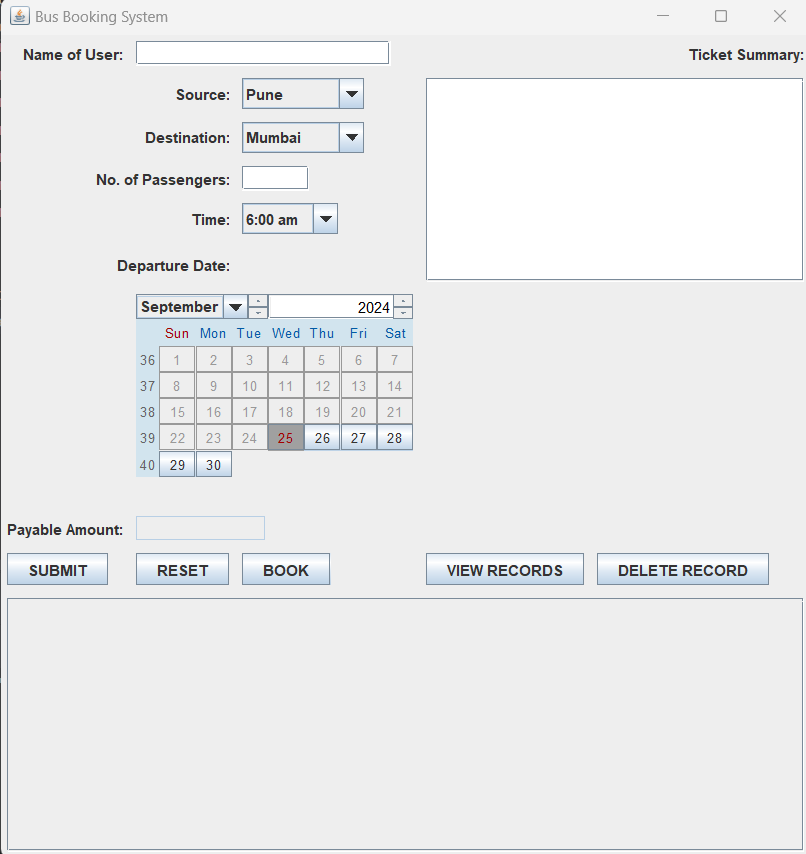 Bus Booking System
Name of User:
Ticket Summary:
Source: Pune
Destination: Mumbai
No. of Passengers:
Time: 6:00 am
Departure Date:
September 2024
Sun Mon Tue Wed Thu Fri Sat
36 1 2 3 4 5 6 7
37 8 9 10 11 12 13 14
38 15 16 17 18 19 20 21
39 22 23 24 25 26 27 28
40 29 30
Payable Amount:
SUBMIT RESET BOOK VIEW RECORDS DELETE RECORD